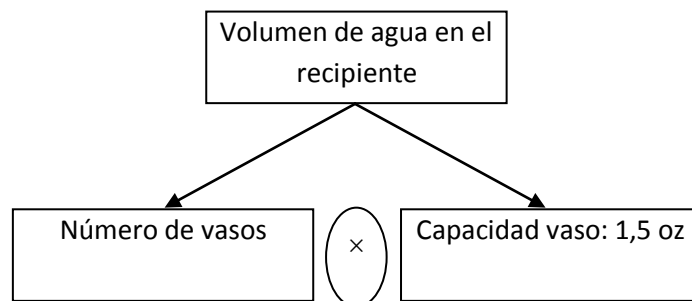 Volumen de agua en el
recipiente
Número de vasos
×
Capacidad vaso: 1,5 oz